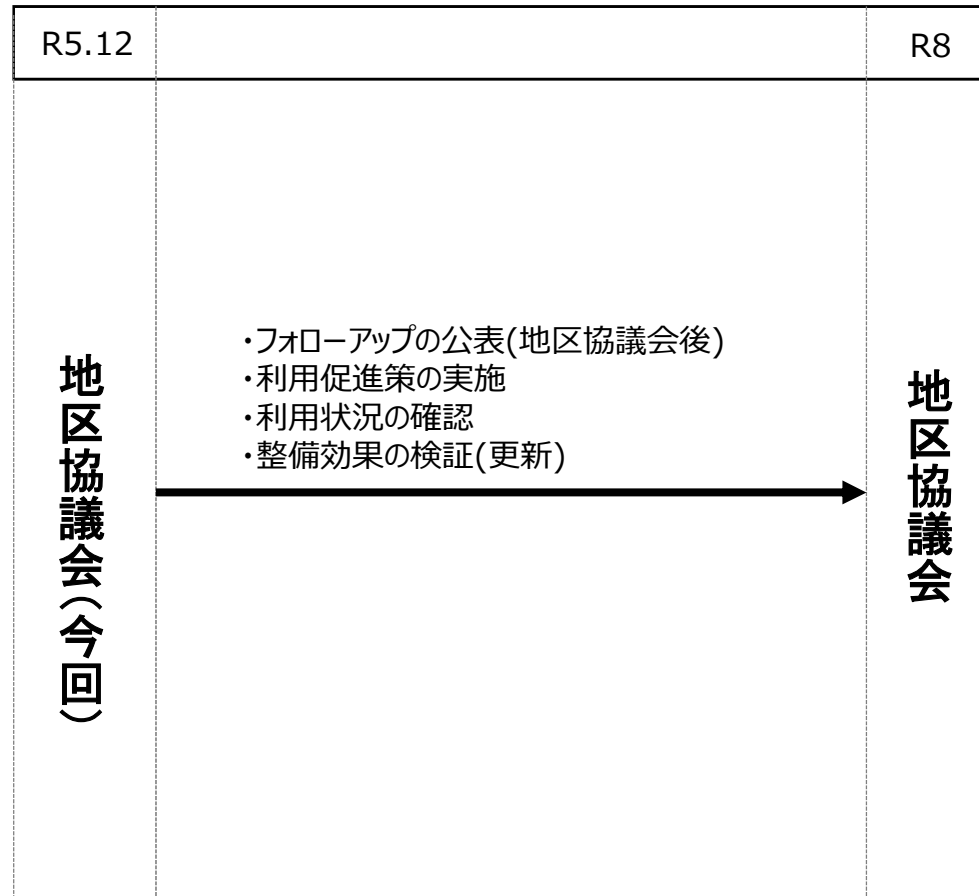 R5.12
R8
地区協議会(今回)
・フォローアップの公表(地区協議会後)
・利用促進策の実施
・利用状況の確認
・整備効果の検証(更新)
地区協議会